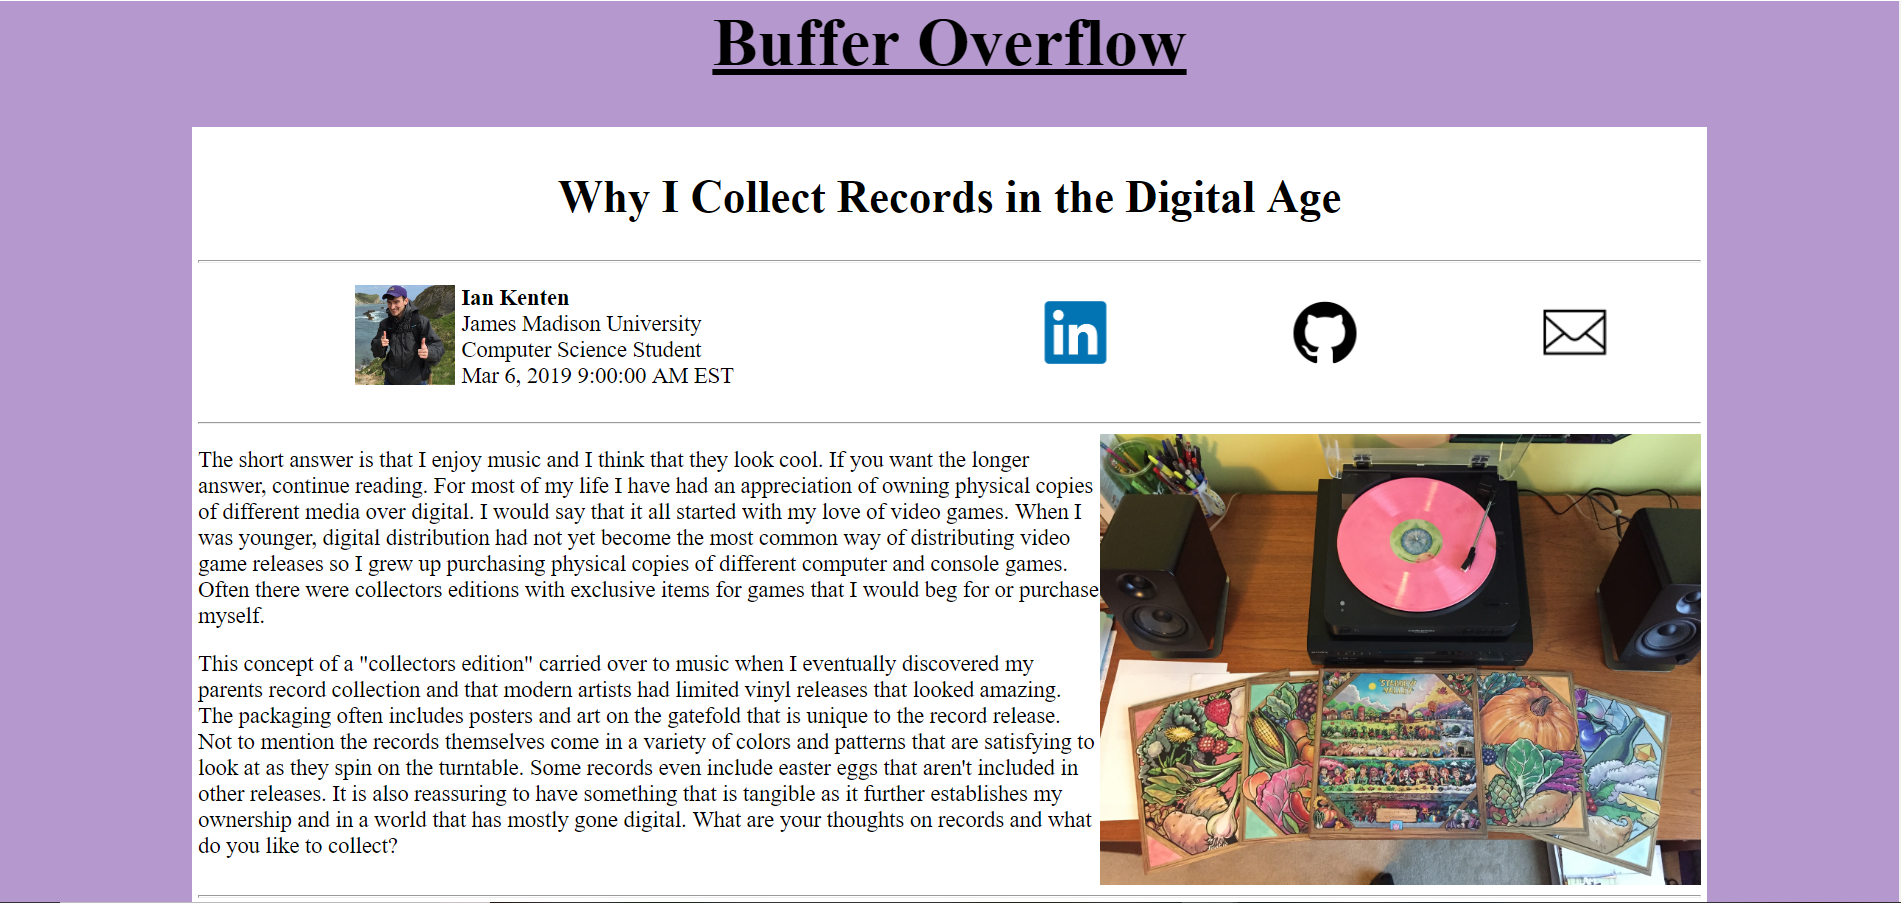 Buffer Overflow
Why I Collect Records in the Digital Age
Ian Kenten
James Madison University
Computer Science Student
Mar 6, 2019 9:00:00 AM EST
in
The short answer is that I enjoy music and I think that they look cool. If you want the longer
answer, continue reading. For most of my life I have had an appreciation of owning physical copies
of different media over digital. I would say that it all started with my love of video games. When I
was younger, digital distribution had not yet become the most common way of distributing video
game releases so I grew up purchasing physical copies of different computer and console games.
Often there were collectors editions with exclusive items for games that I would beg for or purchase
myself.
This concept of a "collectors edition" carried over to music when I eventually discovered my
parents record collection and that modern artists had limited vinyl releases that looked amazing.
The packaging often includes posters and art on the gatefold that is unique to the record release.
Not to mention the records themselves come in a variety of colors and patterns that are satisfying to
look at as they spin on the turntable. Some records even include easter eggs that aren't included in
other releases. It is also reassuring to have something that is tangible as it further establishes my
ownership and in a world that has mostly gone digital. What are your thoughts on records and what
do you like to collect?